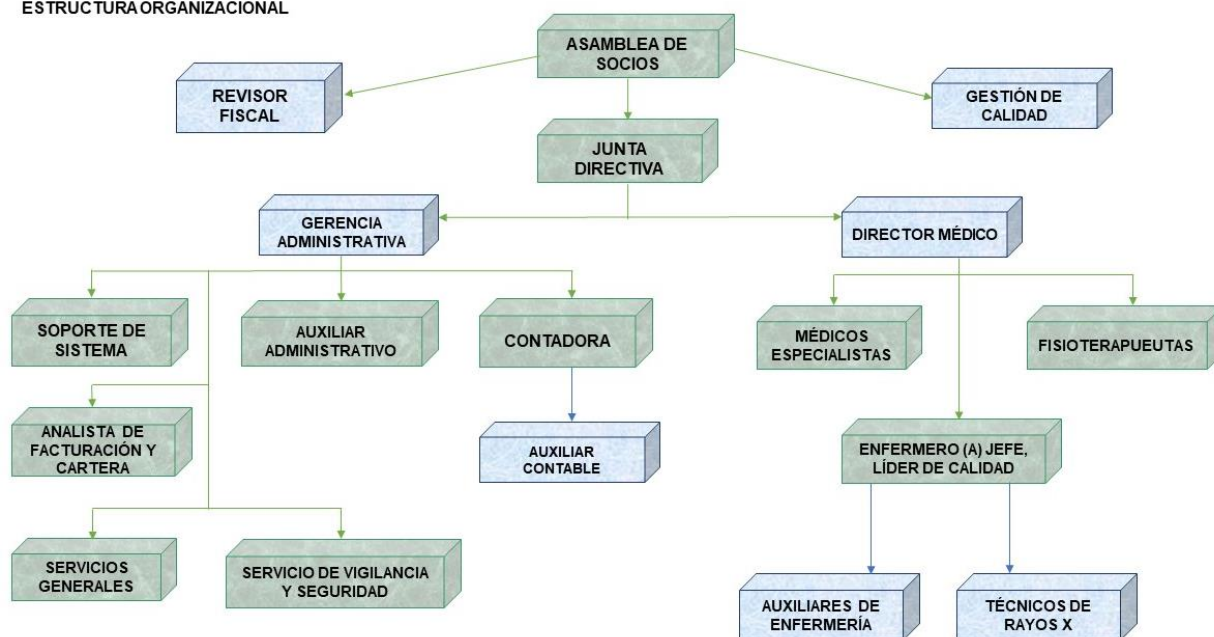 ESTRUCTURA ORGANIZACIONAL
ASAMBLEA DE
SOCIOS
REVISOR
FISCAL
GESTIÓN DE
CALIDAD
JUNTA
DIRECTIVA
GERENCIA
ADMINISTRATIVA
DIRECTOR MÉDICO
SOPORTE DE
SISTEMA
AUXILIAR
ADMINISTRATIVO
CONTADORA
MÉDICOS
ESPECIALISTAS
FISIOTERAPUEUTAS
ANALISTA DE
FACTURACIÓN Y
CARTERA
AUXILIAR
CONTABLE
ENFERMERO (A) JEFE,
LÍDER DE CALIDAD
SERVICIOS
GENERALES
SERVICIO DE VIGILANCIA
Y SEGURIDAD
AUXILIARES DE
ENFERMERÍA
TÉCNICOS DE
RAYOS X